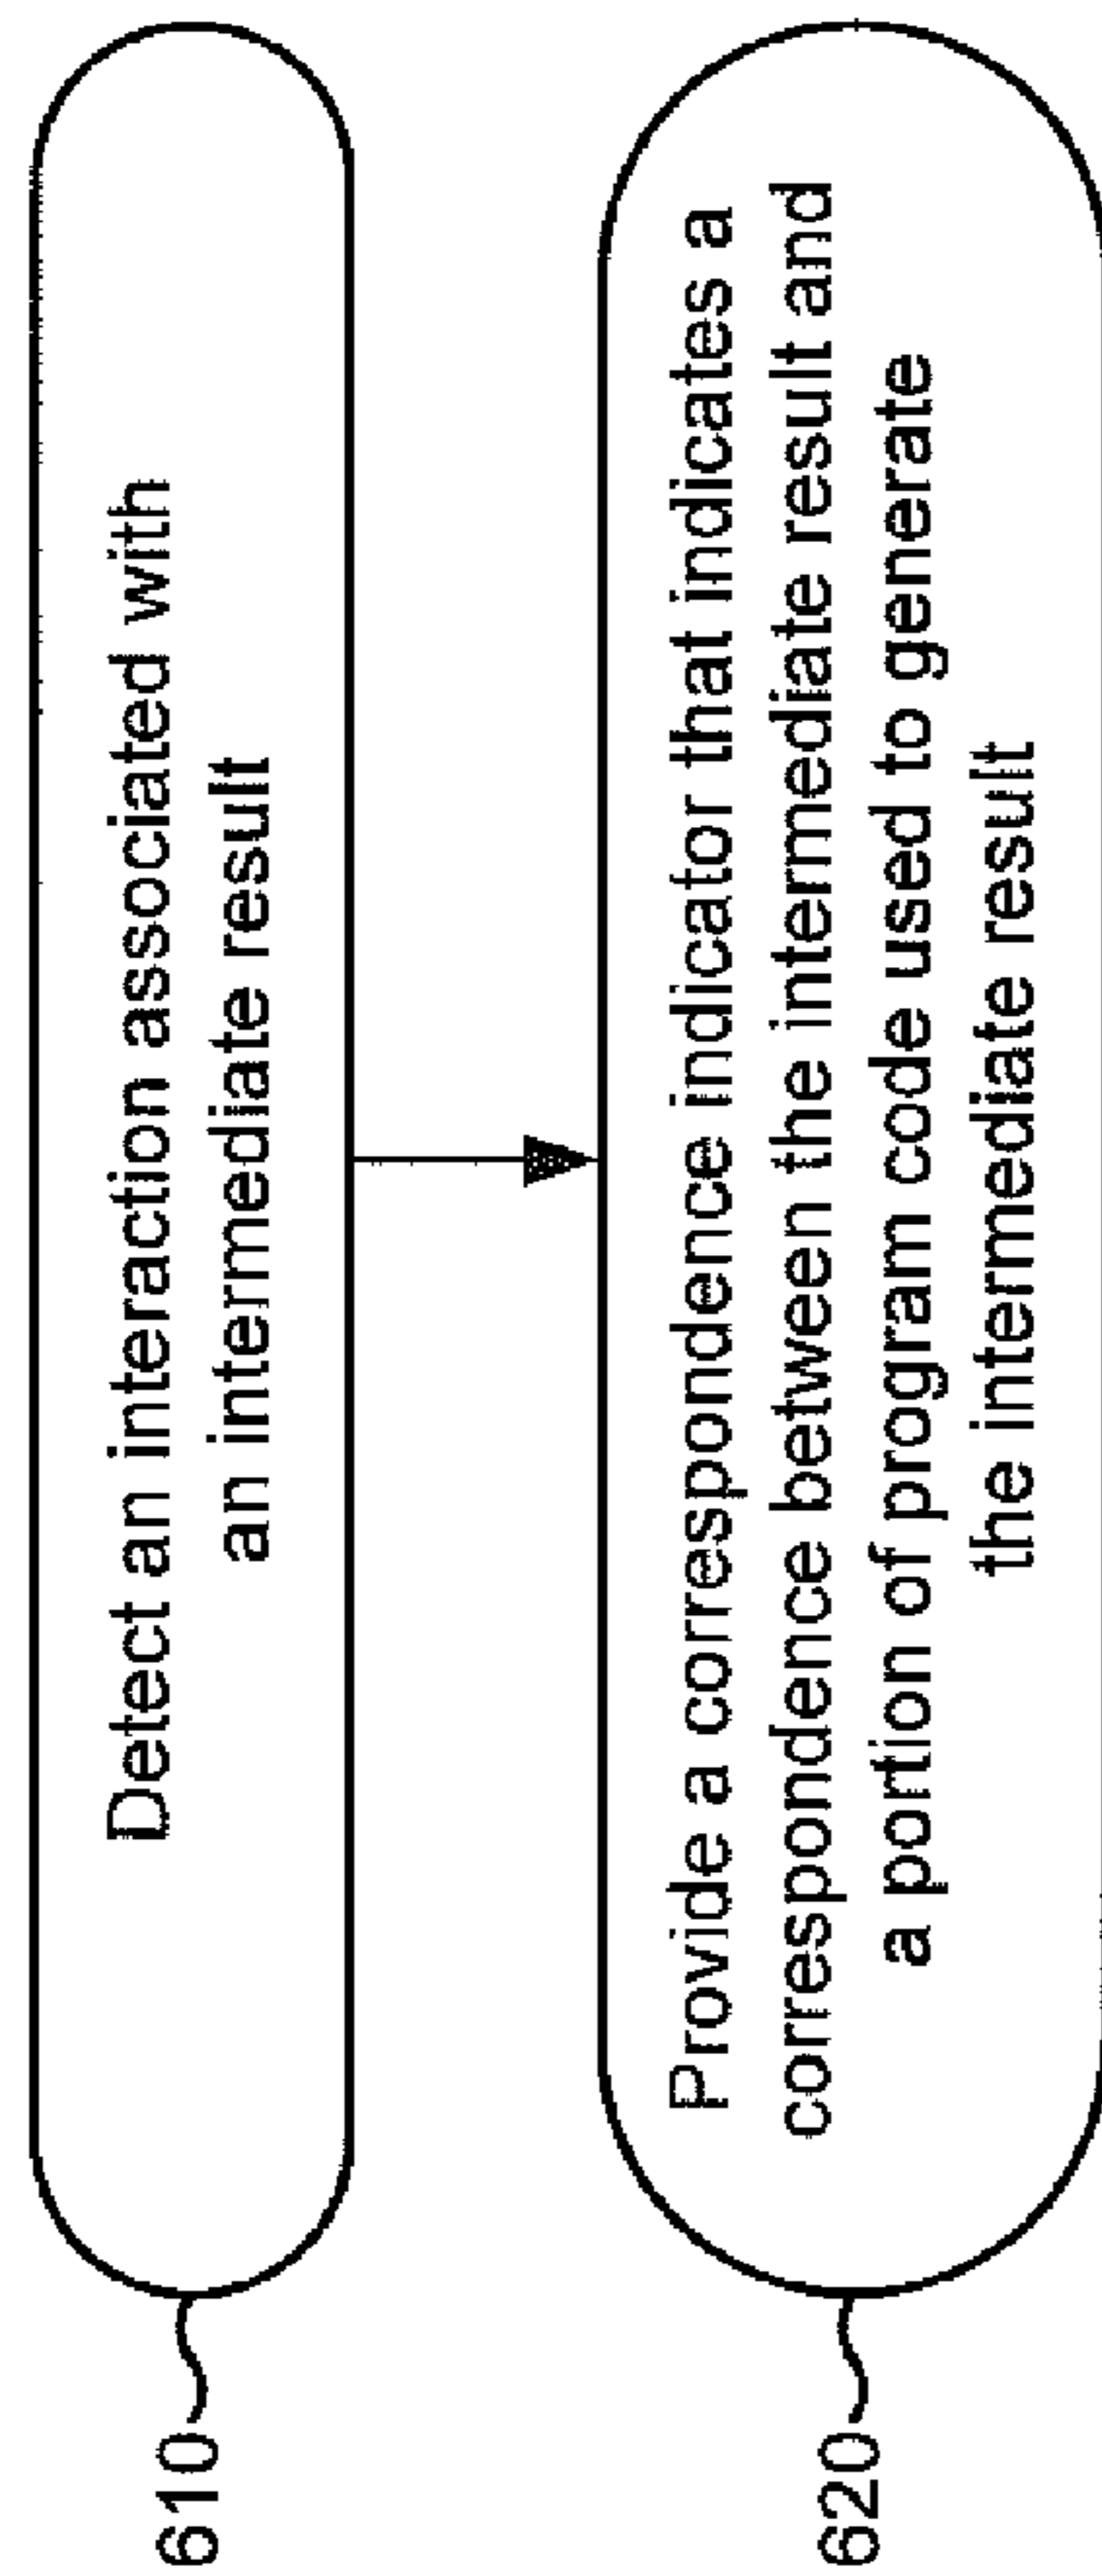 610
Detect an interaction associated with
an intermediate result
620
Provide a correspondence indicator that indicates a
correspondence between the intermediate result and
a portion of program code used to generate
the intermediate result